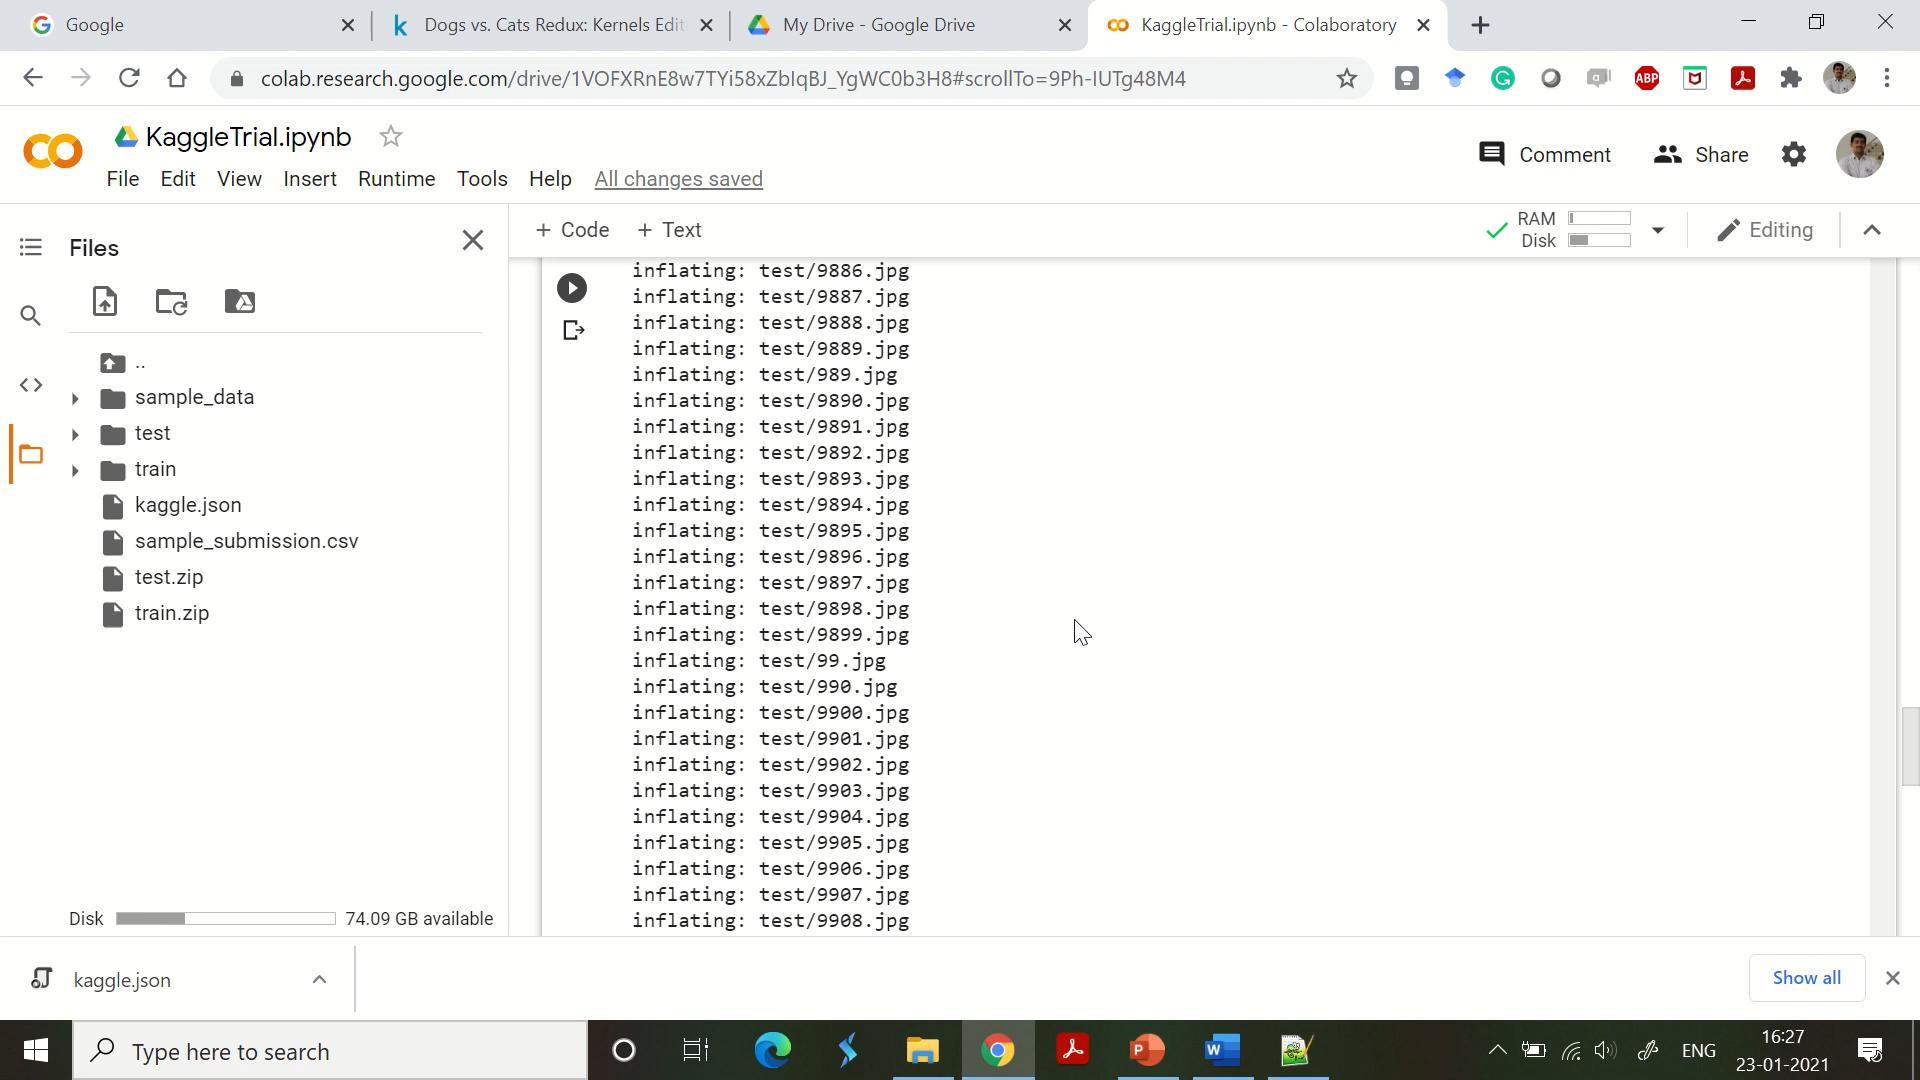 Google
Dogs vs. Cats Redux: Kernels Edit
My Drive - Google Drive
KaggleTrial.ipynb - Colaboratory
colab.research.google.com/drive/1VOFXRnE8w7TYi58xZbIqBJ_YgWC0b3H8#scrollTo=9Ph-IUTg48M4
ABP
KaggleTrial.ipynb
File Edit View Insert Runtime Tools Help All changes saved
Comment
Share
Files
+ Code + Text
RAM
Disk
Editing
..
sample_data
test
train
kaggle.json
sample_submission.csv
test.zip
train.zip
Disk 74.09 GB available
inflating: test/9886.jpg
inflating: test/9887.jpg
inflating: test/9888.jpg
inflating: test/9889.jpg
inflating: test/989.jpg
inflating: test/9890.jpg
inflating: test/9891.jpg
inflating: test/9892.jpg
inflating: test/9893.jpg
inflating: test/9894.jpg
inflating: test/9895.jpg
inflating: test/9896.jpg
inflating: test/9897.jpg
inflating: test/9898.jpg
inflating: test/9899.jpg
inflating: test/99.jpg
inflating: test/990.jpg
inflating: test/9900.jpg
inflating: test/9901.jpg
inflating: test/9902.jpg
inflating: test/9903.jpg
inflating: test/9904.jpg
inflating: test/9905.jpg
inflating: test/9906.jpg
inflating: test/9907.jpg
inflating: test/9908.jpg
kaggle.json
Show all
Type here to search
ENG
16:27
23-01-2021